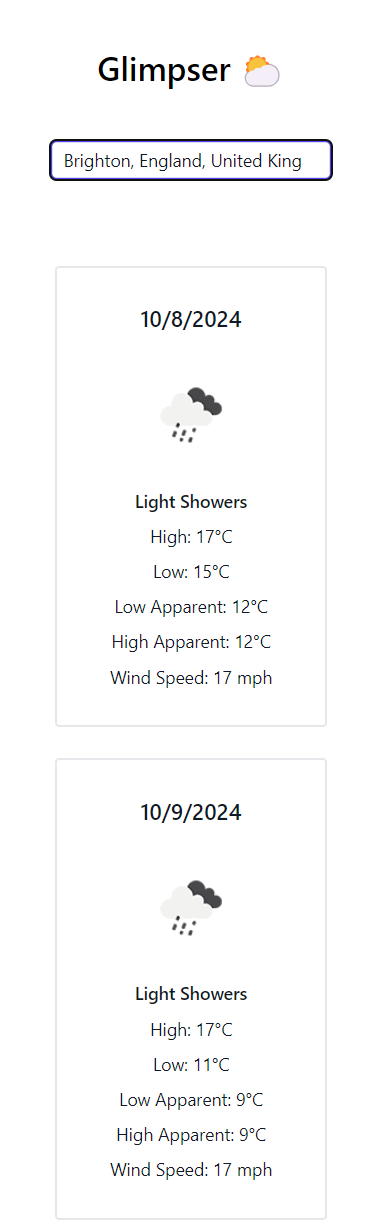 Glimpser
Brighton, England, United King
10/8/2024
Light Showers
High: 17°C
Low: 15°C
Low Apparent: 12°C
High Apparent: 12°C
Wind Speed: 17 mph
10/9/2024
Light Showers
High: 17°C
Low: 11°C
Low Apparent: 9°C
High Apparent: 9°C
Wind Speed: 17 mph